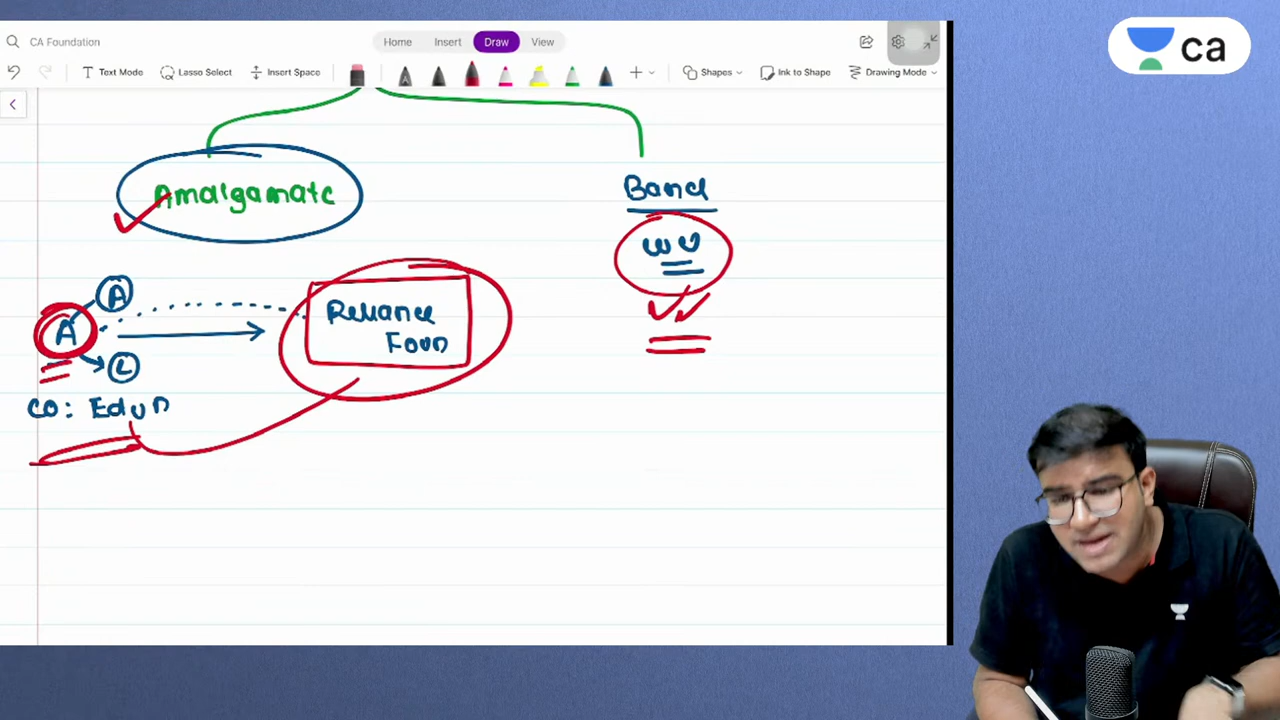 CA Foundation
Home Insert Draw View
Text Mode Lasso Select Insert Space Shapes Ink to Shape Drawing Mode
ca
Amalgamate
Band
WU
A
A
L
Reliance
Foun
CO: Edun